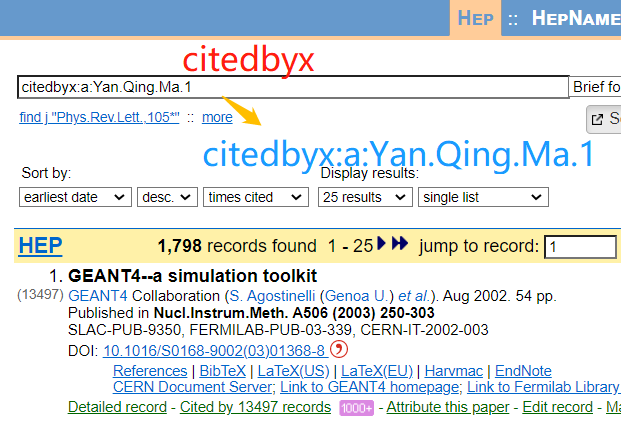 HEP :: HEPNAME
citedbyx
citedbyx:a:Yan.Qing.Ma.1 Brief fo
find j "Phys.Rev.Lett.,105*" :: more
citedbyx:a:Yan.Qing.Ma.1
Sort by: Display results:
earliest date desc. times cited 25 results single list
HEP 1,798 records found 1 - 25 jump to record: 1
1. GEANT4--a simulation toolkit
(13497) GEANT4 Collaboration (S. Agostinelli (Genoa U.) et al.). Aug 2002. 54 pp.
Published in Nucl.Instrum.Meth. A506 (2003) 250-303
SLAC-PUB-9350, FERMILAB-PUB-03-339, CERN-IT-2002-003
DOI: 10.1016/S0168-9002(03)01368-8
References | BibTeX | LaTeX(US) | LaTeX(EU) | Harvmac | EndNote
CERN Document Server; Link to GEANT4 homepage; Link to Fermilab Library
Detailed record - Cited by 13497 records 1000+ - Attribute this paper - Edit record - Ma